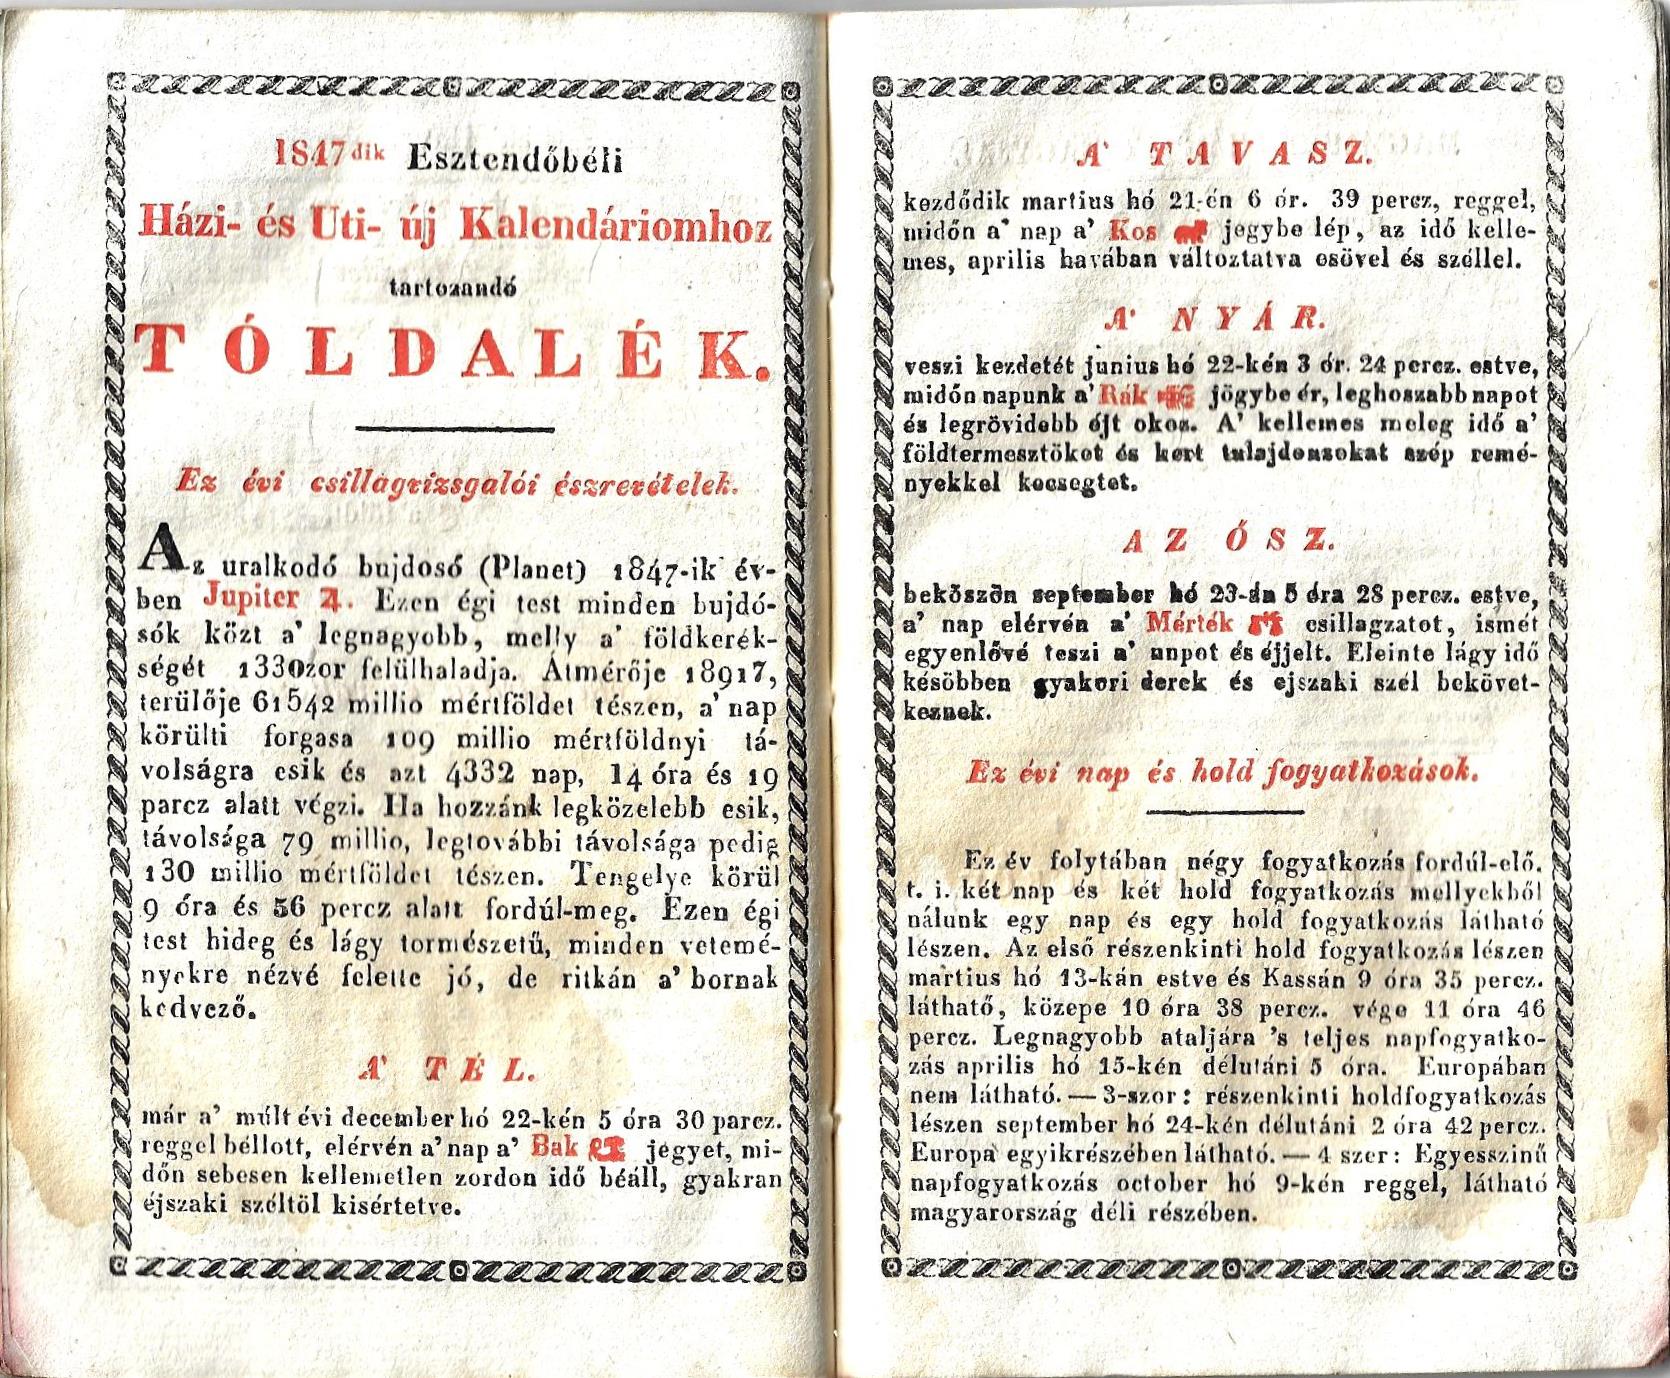 1847dik Esztendőbéli
Házi- és Uti- új Kalendáriomhoz
tartozandó
TÓLDALÉK.
Ez évi csillagvizsgalói észrevételek.
Az uralkodó bujdosó (Planet) 1847-ik év-
ben Jupiter ♃. Ezen égi test minden bujdó-
sók közt a' legnagyobb, melly a' földkerék-
ségét 1330zor felülhaladja. Átmérője 18917,
terülője 61542 millio mértföldet tészen, a' nap
körülti forgasa 109 millio mértföldnyi tá-
volságra esik és azt 4332 nap, 14 óra és 19
parcz alatt végzi. Ha hozzánk legközelebb esik,
távolsága 79 millio, legtovábbi távolsága pedig
130 millio mértföldet tészen. Tengelye körül
9 óra és 56 percz alatt fordúl-meg. Ezen égi
test hideg és lágy tormészetű, minden vetemé-
nyekre nézvé felette jó, de ritkán a' bornak
kedvező.
A' TÉL.
már a' múlt évi december hó 22-kén 5 óra 30 parcz.
reggel béllott, elérvén a' nap a' Bak jegyet, mi-
dőn sebesen kellemetlen zordon idő béáll, gyakran
éjszaki széltöl kisértetve.
A' TAVASZ.
kezdődik martius hó 21-én 6 ór. 39 percz, reggel,
midőn a' nap a' Kos jegybe lép, az idő kelle-
mes, aprilis havában változtatva esövel és széllel.
A' NYÁR.
veszi kezdetét junius hó 22-kén 3 ór. 24 percz. estve,
midőn napunk a' Rák jögybe ér, leghoszabb napot
és legrövidebb éjt okoz. A' kellemes meleg idő a'
földtermesztöket és kert tulajdonsokat szép remé-
nyekkel kecsegtet.
AZ ŐSZ.
beköszön september hó 23-án 5 óra 28 percz. estve,
a' nap elérvén a' Mérték csillagzatot, ismét
egyenlővé teszi a' unpot és éjjelt. Eleinte lágy idő
későbben gyakori derek és ejszaki szél bekövet-
keznek.
Ez évi nap és hold fogyatkozások.
Ez év folytában négy fogyatkozás fordúl-elő.
t. i. két nap és két hold fogyatkozás mellyekből
nálunk egy nap és egy hold fogyatkozás látható
lészen. Az első részenkinti hold fogyatkozás lészen
martius hó 13-kán estve és Kassán 9 óra 35 percz.
látható, közepe 10 óra 38 percz. vége 11 óra 46
percz. Legnagyobb ataljára 's teljes napfogyatko-
zás aprilis hó 15-kén délutáni 5 óra. Europában
nem látható. — 3-szor: részenkinti holdfogyatkozás
lészen september hó 24-kén délutáni 2 óra 42 percz.
Europa egyikrészében látható. — 4 szer: Egyesszinű
napfogyatkozás october hó 9-kén reggel, látható
magyarország déli részében.